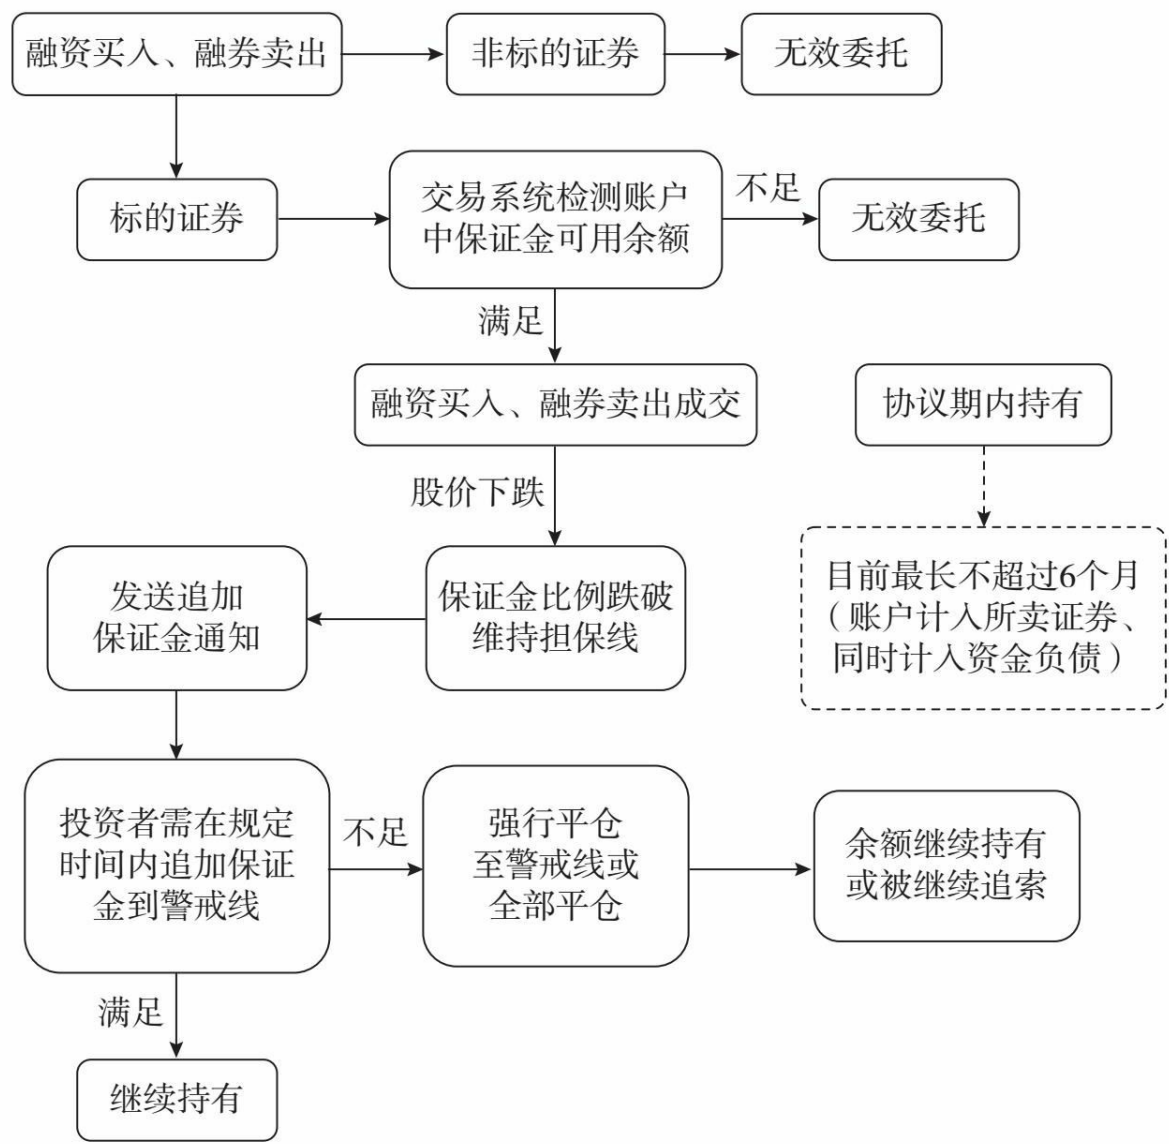 融资买入、融券卖出
非标的证券
无效委托
标的证券
交易系统检测账户
中保证金可用余额
不足
无效委托
满足
融资买入、融券卖出成交
协议期内持有
股价下跌
发送追加
保证金通知
保证金比例跌破
维持担保线
目前最长不超过6个月
（账户计入所卖证券、
同时计入资金负债）
投资者需在规定
时间内追加保证
金到警戒线
不足
强行平仓
至警戒线或
全部平仓
余额继续持有
或被继续追索
满足
继续持有